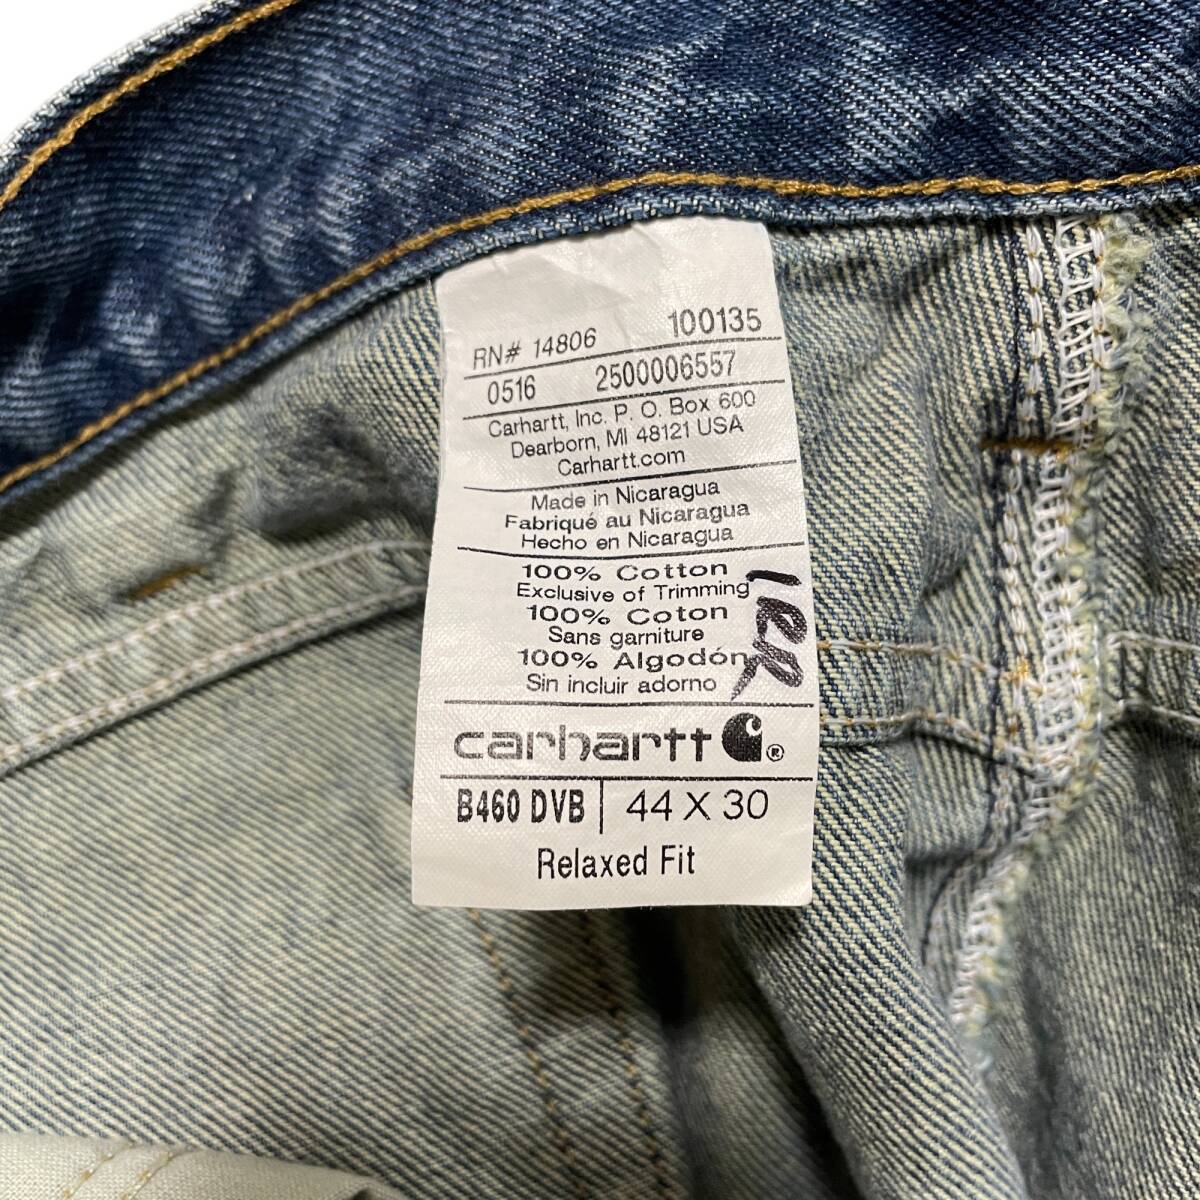 RN# 14806 100135
0516 2500006557
Carhartt, Inc. P. O. Box 600
Dearborn, MI 48121 USA
Carhartt.com
Made in Nicaragua
Fabriqué au Nicaragua
Hecho en Nicaragua
100% Cotton
Exclusive of Trimming
100% Coton
Sans garniture
100% Algodón
Sin incluir adorno
carhartt ®
B460 DVB | 44 X 30
Relaxed Fit